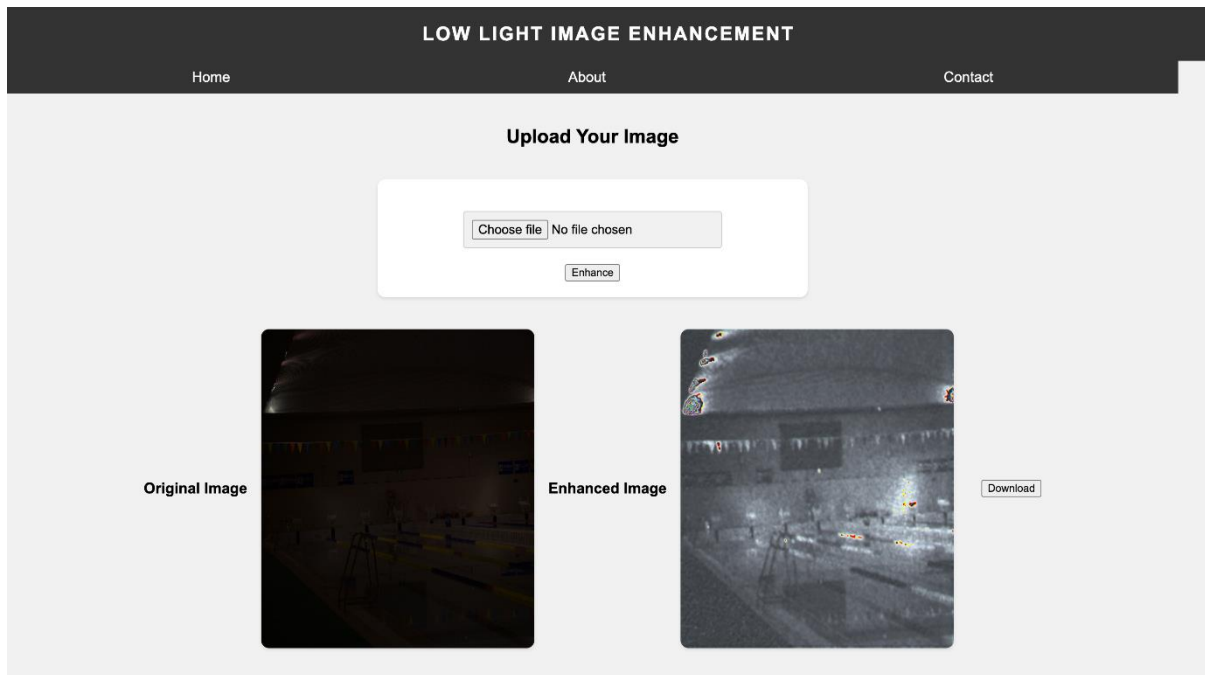 LOW LIGHT IMAGE ENHANCEMENT
Home About Contact
Upload Your Image
Choose file No file chosen
Enhance
Original Image Enhanced Image Download